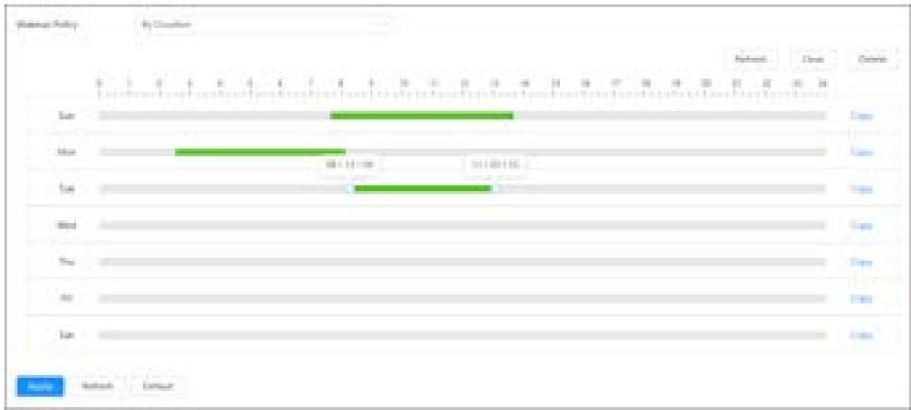 Wakeup Policy By Duration
Refresh Clear Delete
0 1 2 3 4 5 6 7 8 9 10 11 12 13 14 15 16 17 18 19 20 21 22 23 24
Sun Copy
Mon Copy
Tue Copy
Wed Copy
Thu Copy
Fri Copy
Sat Copy
Apply Refresh Default